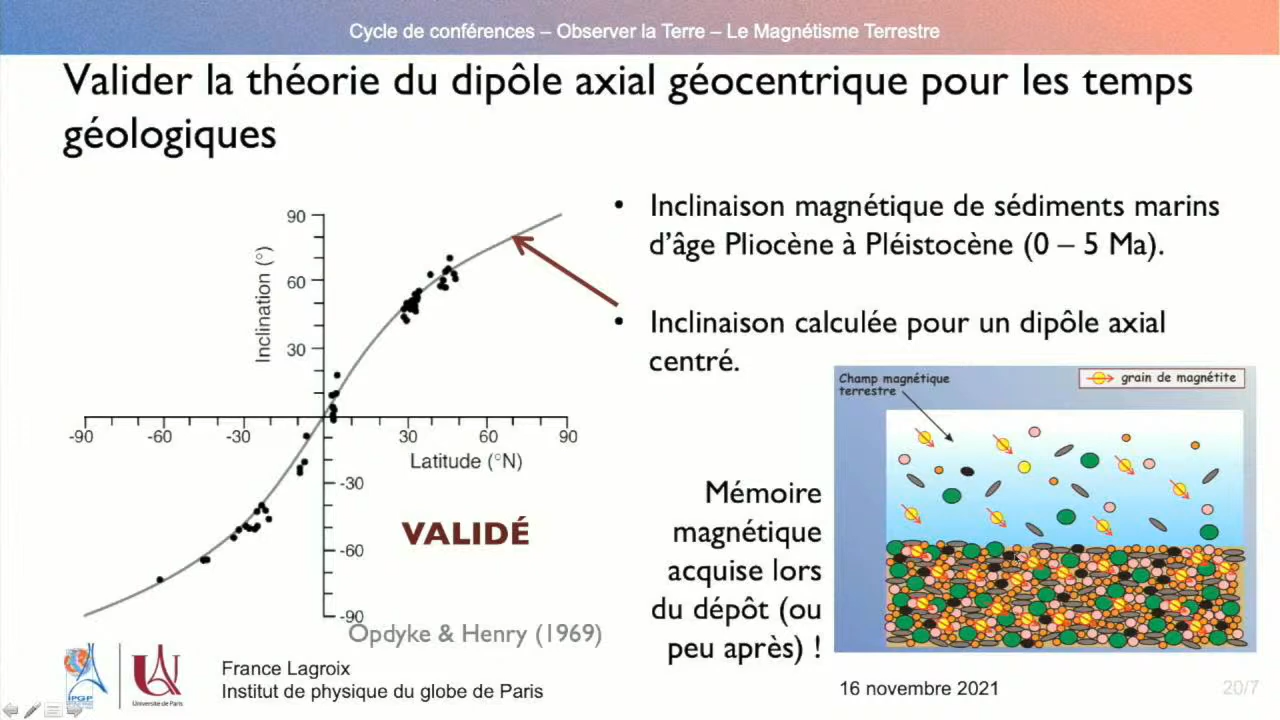 Cycle de conférences – Observer la Terre – Le Magnétisme Terrestre
Valider la théorie du dipôle axial géocentrique pour les temps
géologiques
• Inclinaison magnétique de sédiments marins
d'âge Pliocène à Pléistocène (0 – 5 Ma).
• Inclinaison calculée pour un dipôle axial
centré.
90
60
30
Inclination (°)
-90 -60 -30 30 60 90
Latitude (°N)
-30
-60
-90
VALIDÉ
Opdyke & Henry (1969)
Champ magnétique
terrestre
grain de magnétite
Mémoire
magnétique
acquise lors
du dépôt (ou
peu après) !
IPGP
Université de Paris
France Lagroix
Institut de physique du globe de Paris
16 novembre 2021
20/7